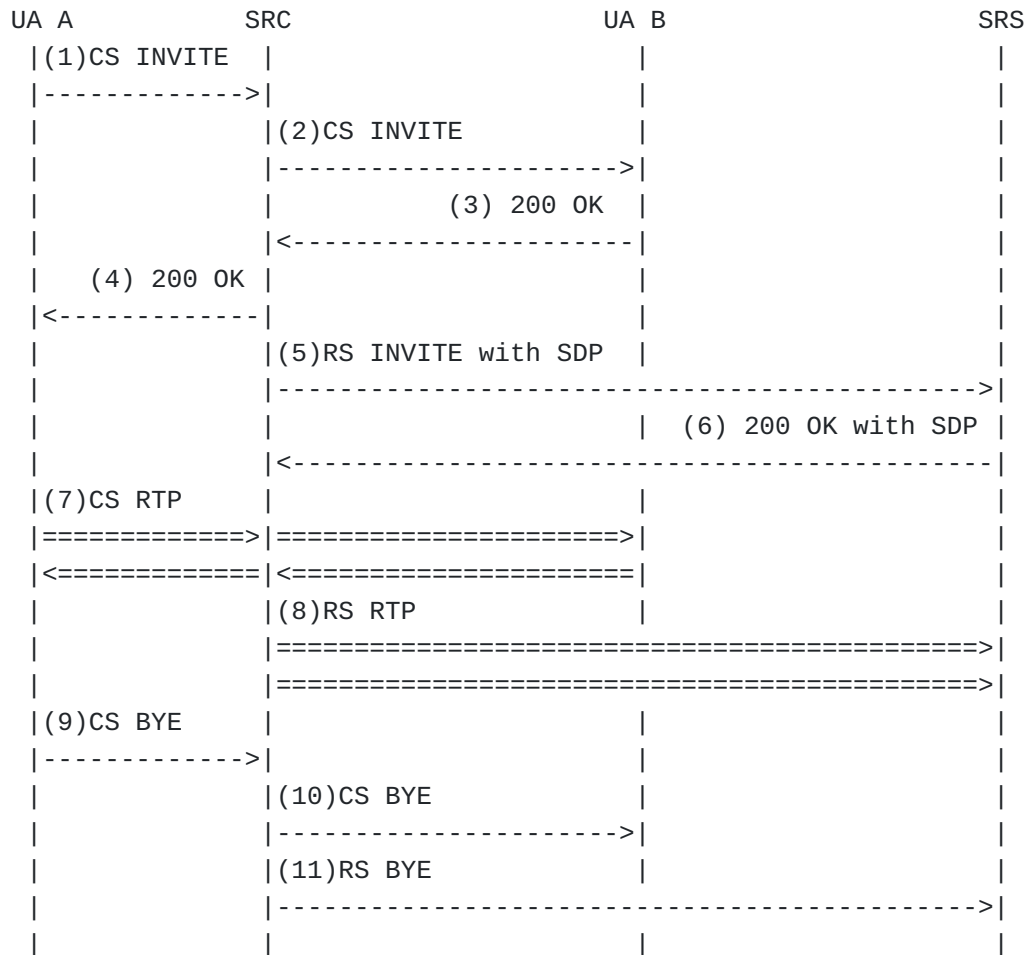 UA A           SRC                    UA B                      SRS
 |(1)CS INVITE  |                       |                        |
 |------------->|                       |                        |
 |              |(2)CS INVITE           |                        |
 |              |---------------------->|                        |
 |              |           (3) 200 OK  |                        |
 |              |<----------------------|                        |
 |   (4) 200 OK |                       |                        |
 |<-------------|                       |                        |
 |              |(5)RS INVITE with SDP  |                        |
 |              |----------------------------------------------->|
 |              |                       |  (6) 200 OK with SDP   |
 |              |<-----------------------------------------------|
 |(7)CS RTP     |                       |                        |
 |=============>|======================>|                        |
 |<=============|<======================|                        |
 |              |(8)RS RTP              |                        |
 |              |===============================================>|
 |              |===============================================>|
 |(9)CS BYE     |                       |                        |
 |------------->|                       |                        |
 |              |(10)CS BYE             |                        |
 |              |---------------------->|                        |
 |              |(11)RS BYE             |                        |
 |              |----------------------------------------------->|
 |              |                       |                        |